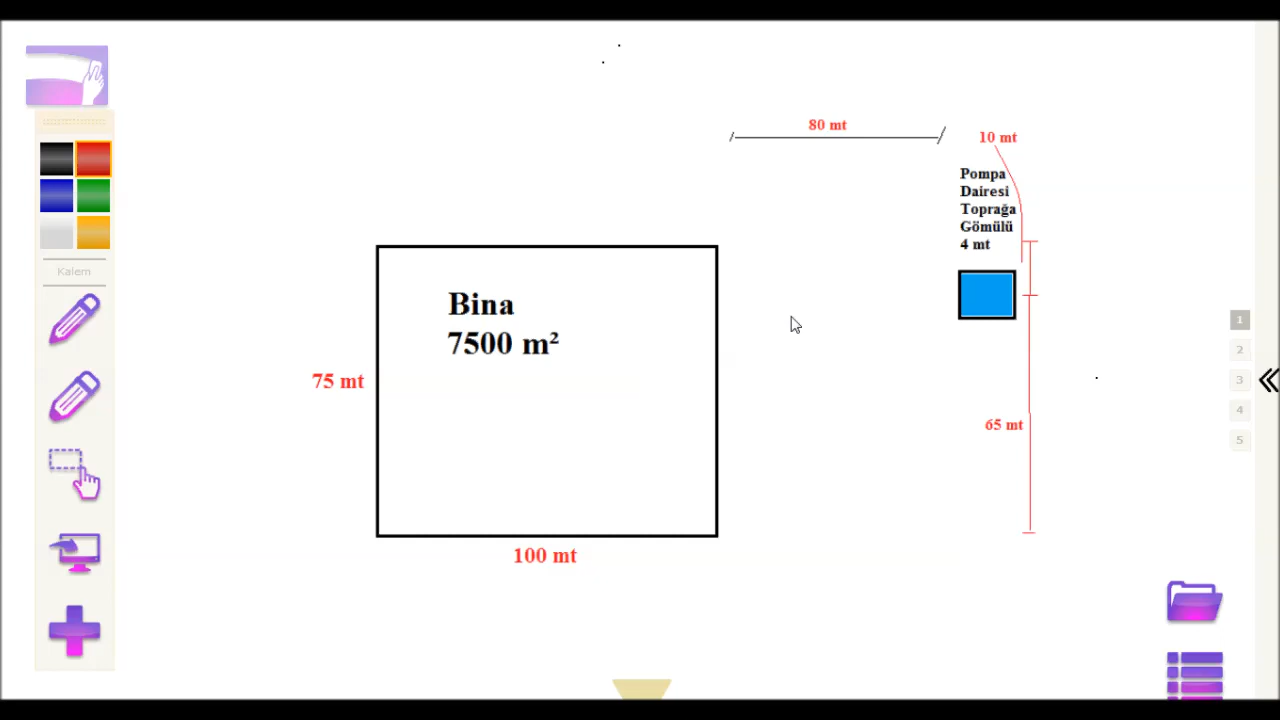 80 mt
10 mt
Pompa
Dairesi
Toprağa
Gömülü
4 mt
Kalem
Bina
7500 m²
75 mt
65 mt
100 mt
1
2
3
4
5